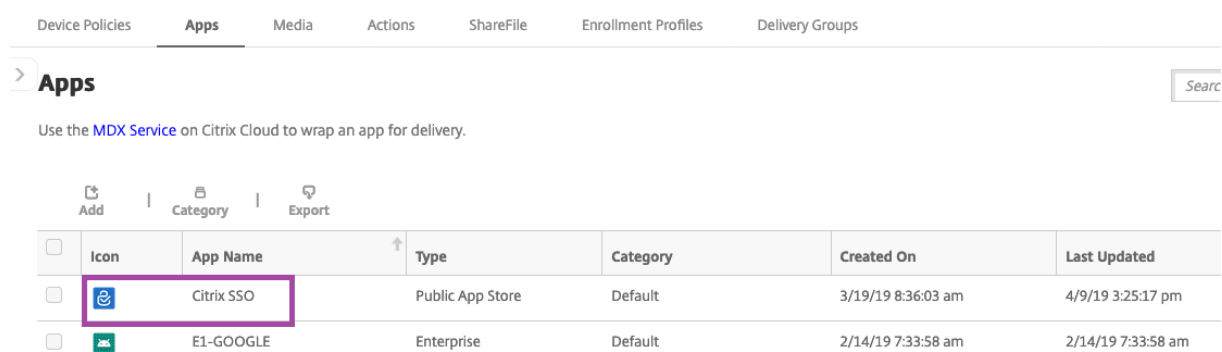 Device Policies Apps Media Actions ShareFile Enrollment Profiles Delivery Groups
Apps
Searc
Use the MDX Service on Citrix Cloud to wrap an app for delivery.
Add | Category | Export
Icon App Name Type Category Created On Last Updated
Citrix SSO Public App Store Default 3/19/19 8:36:03 am 4/9/19 3:25:17 pm
E1-GOOGLE Enterprise Default 2/14/19 7:33:58 am 2/14/19 7:33:58 am